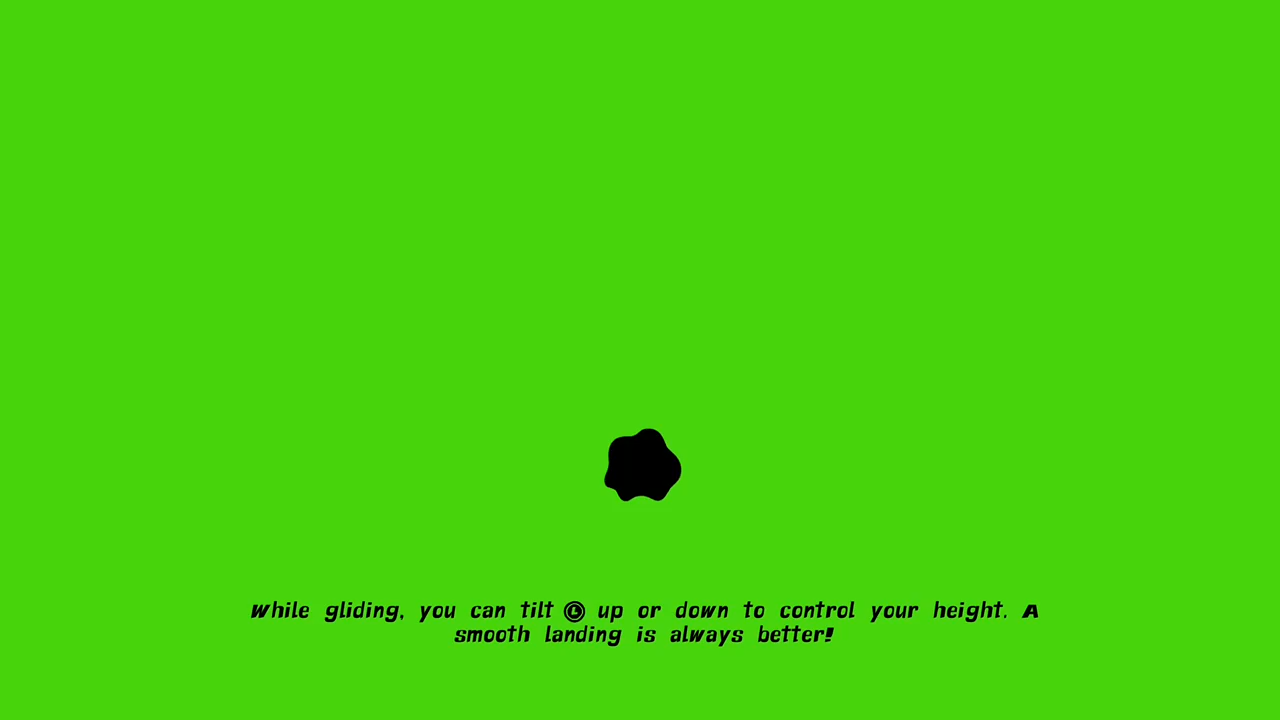 While gliding, you can tilt Ⓛ up or down to control your height. A
smooth landing is always better!